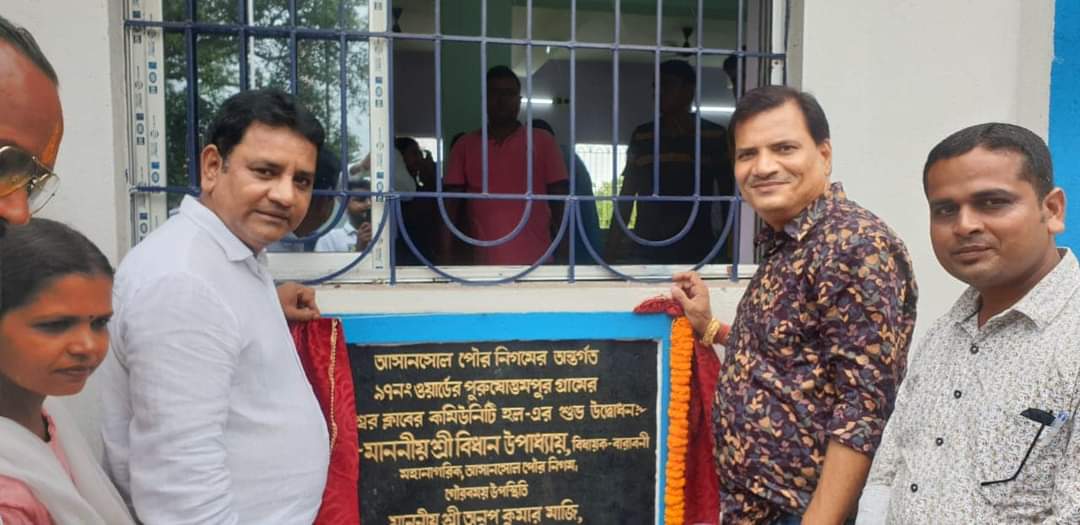 আসানসোল পৌর নিগমের অন্তর্গত
৯৭নং ওয়ার্ডের পুরুষোত্তমপুর গ্রামের
ক্লাবের কমিউনিটি হল-এর শুভ উদ্বোধনঃ-
মাননীয় শ্রী বিধান উপাধ্যায়, বিধায়ক-বারাবনী
মহানাগরিক, আসানসোল পৌর নিগম,
গৌরবময় উপস্থিতি
মাননীয় শ্রী অনুপ কুমার মাজি,